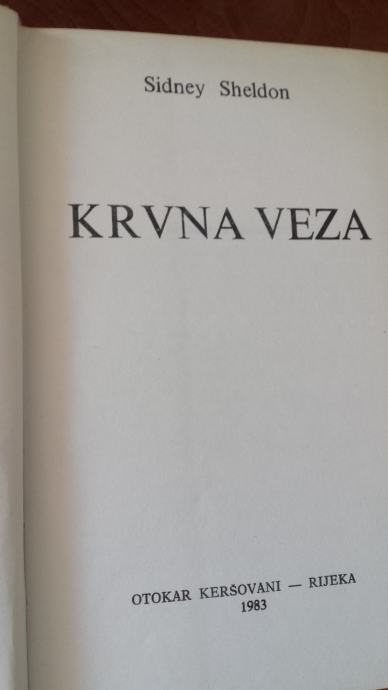 Sidney Sheldon
KRVNA VEZA
OTOKAR KERŠOVANI — RIJEKA
1983